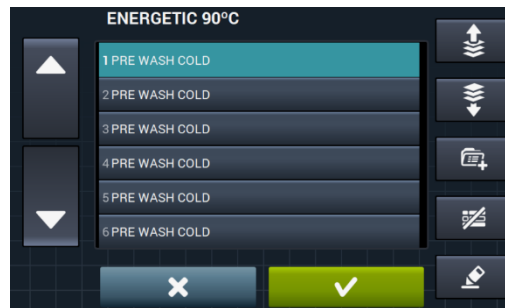 ENERGETIC 90ºC
1 PRE WASH COLD
2 PRE WASH COLD
3 PRE WASH COLD
4 PRE WASH COLD
5 PRE WASH COLD
6 PRE WASH COLD